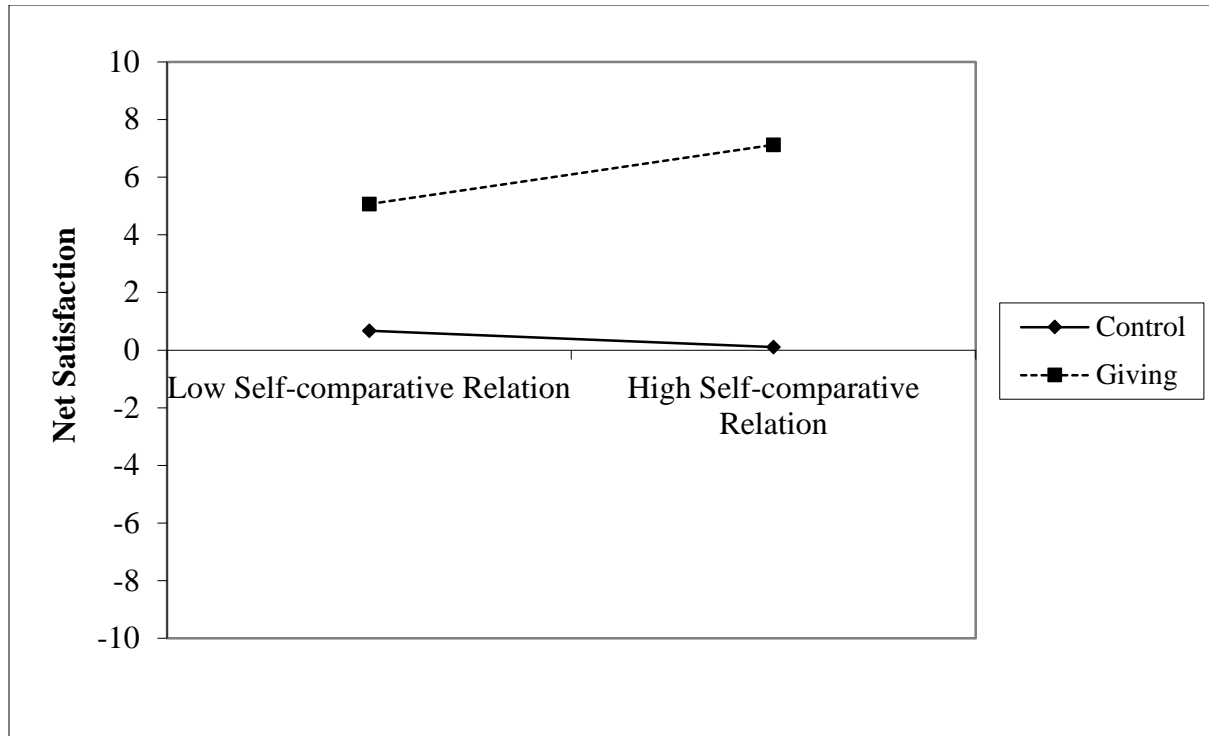 10
8
6
4
2
0
-2
-4
-6
-8
-10
Net Satisfaction
Low Self-comparative Relation
High Self-comparative
Relation
Control
Giving